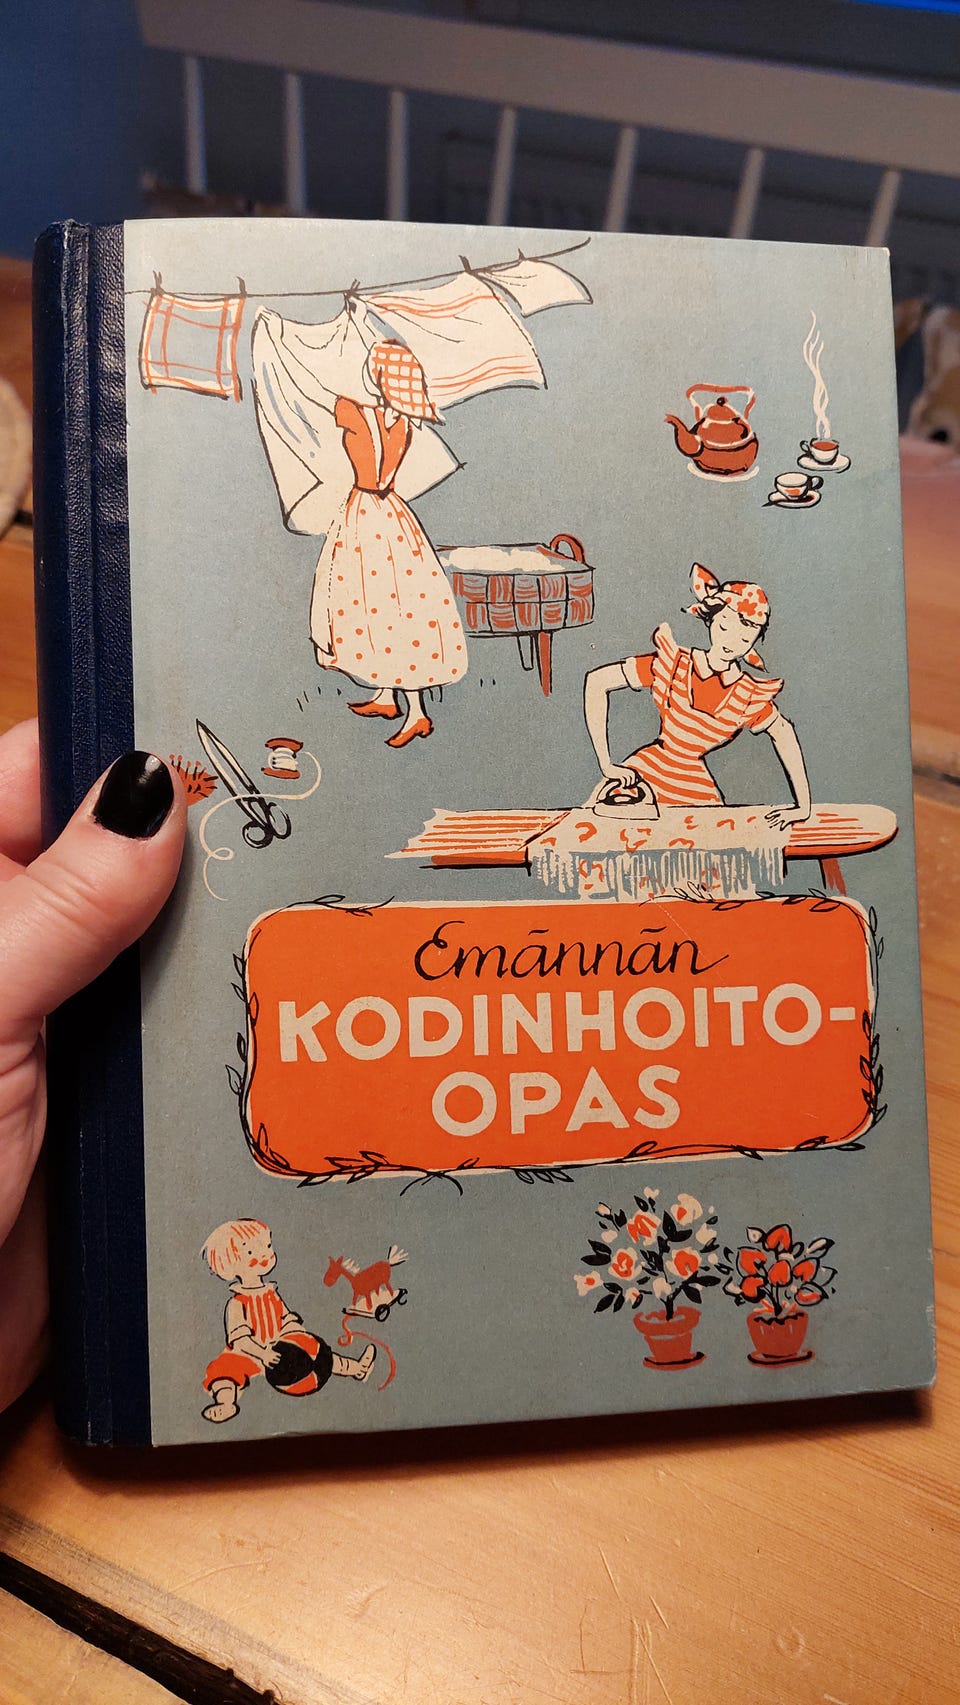 Emännän
KODINHOITO-
OPAS